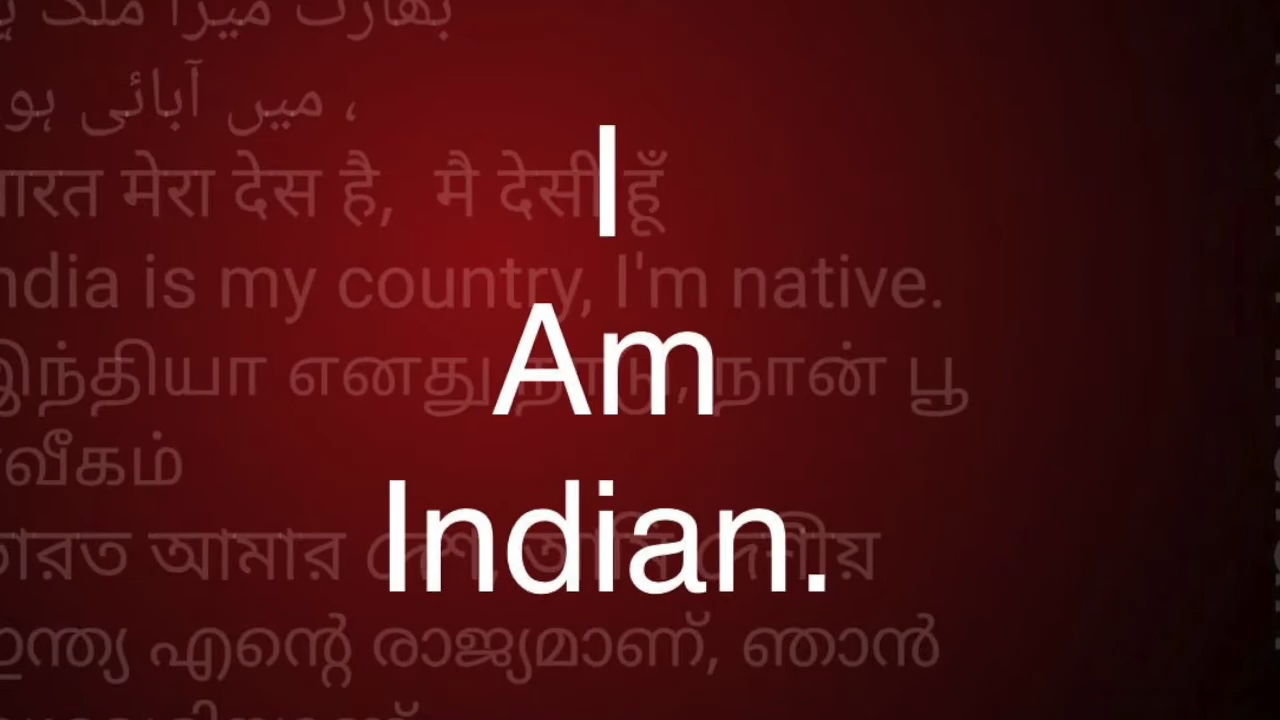 بھارت میرا ملک
، میں آبائی ہو
ारत मेरा देस है, मै देसी हूँ
I
ndia is my country, I'm native.
Am
இந்தியா எனது நாடு, நான் பூ
ர்வீகம்
Indian.
ভারত আমার দেশ, আমি দেশীয়
ഇന്ത്യ എന്റെ രാജ്യമാണ്, ഞാൻ